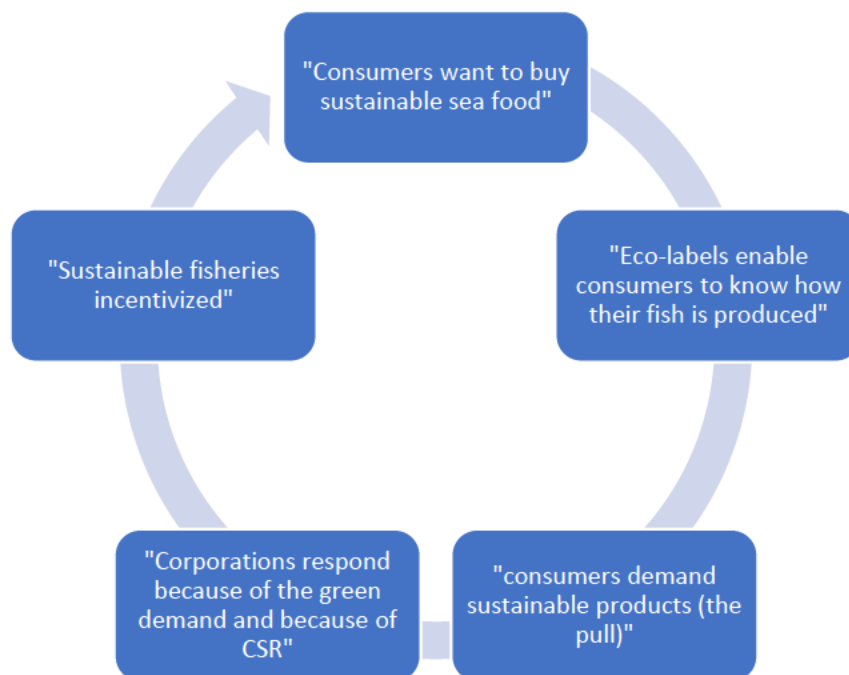 "Consumers want to buy
sustainable sea food"
"Eco-labels enable
consumers to know how
their fish is produced"
"consumers demand
sustainable products (the
pull)"
"Corporations respond
because of the green
demand and because of
CSR"
"Sustainable fisheries
incentivized"